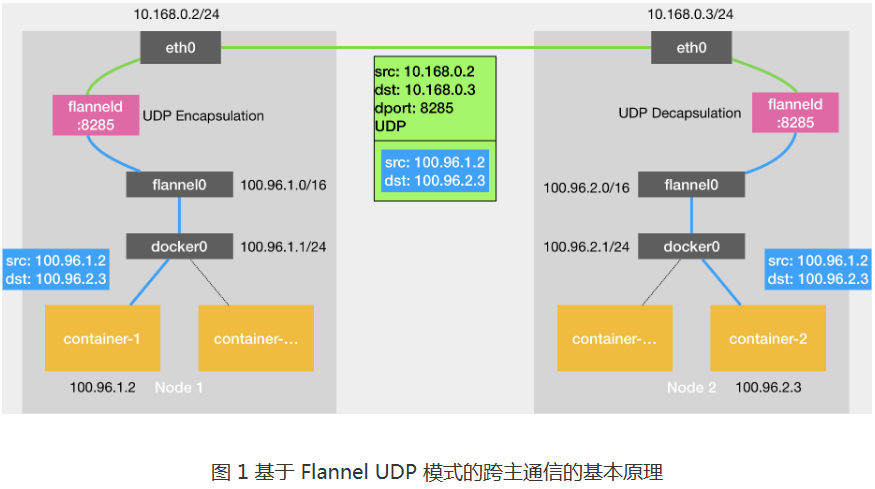 10.168.0.2/24
10.168.0.3/24
eth0
eth0
src: 10.168.0.2
dst: 10.168.0.3
dport: 8285
UDP
src: 100.96.1.2
dst: 100.96.2.3
flanneld
:8285
UDP Encapsulation
UDP Decapsulation
flanneld
:8285
flannel0
100.96.1.0/16
100.96.2.0/16
flannel0
docker0
100.96.1.1/24
100.96.2.1/24
docker0
src: 100.96.1.2
dst: 100.96.2.3
src: 100.96.1.2
dst: 100.96.2.3
container-1
container-...
container-...
container-2
100.96.1.2
Node 1
Node 2
100.96.2.3
图 1 基于 Flannel UDP 模式的跨主通信的基本原理